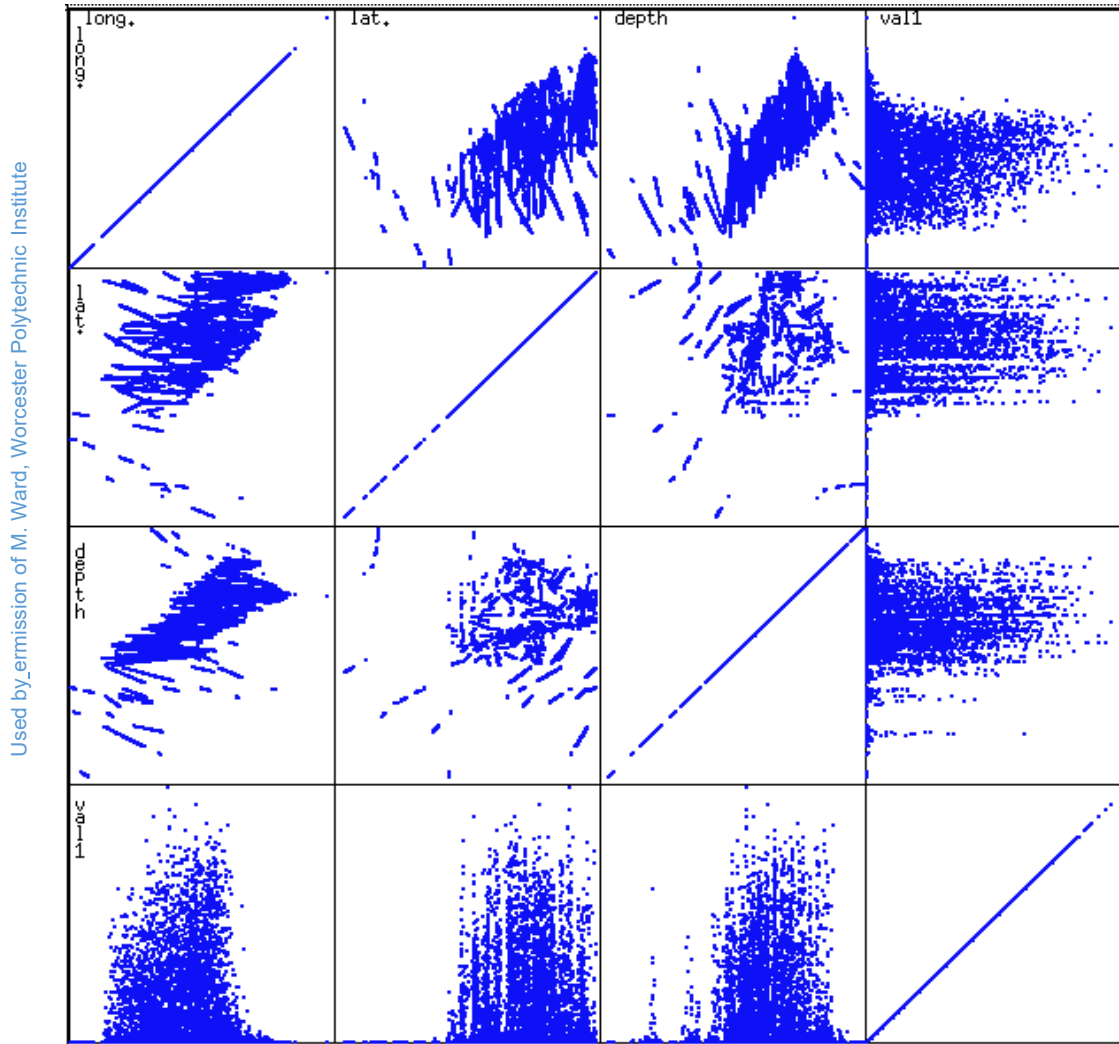 long.
lat.
depth
val1
long.
lat.
depth
val1
Used by_ermission of M. Ward, Worcester Polytechnic Institute